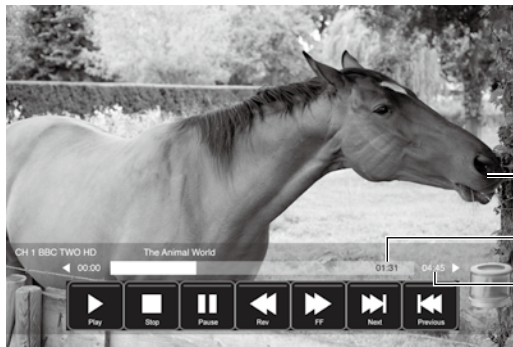 CH 1 BBC TWO HD The Animal World
00:00 01:31 04:45
Play Stop Pause Rev FF Next Previous